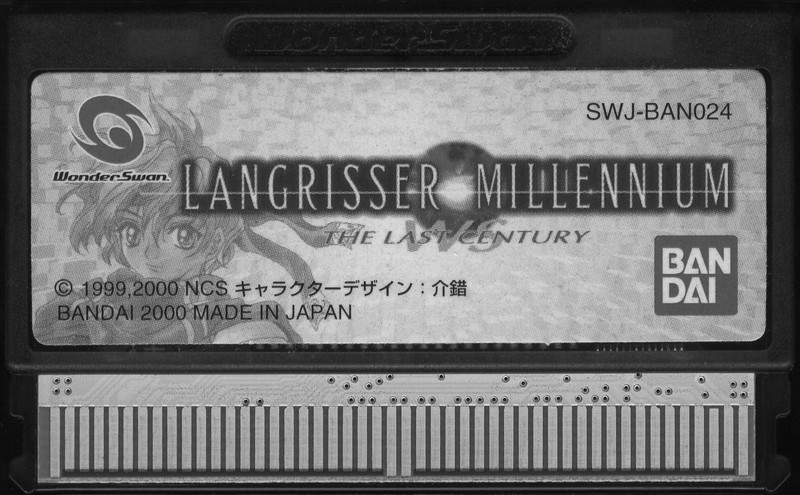 WonderSwan
SWJ-BAN024
WonderSwan
LANGRISSER MILLENNIUM
WS
THE LAST CENTURY
BAN
DAI
© 1999,2000 NCS キャラクターデザイン：介錯
BANDAI 2000 MADE IN JAPAN